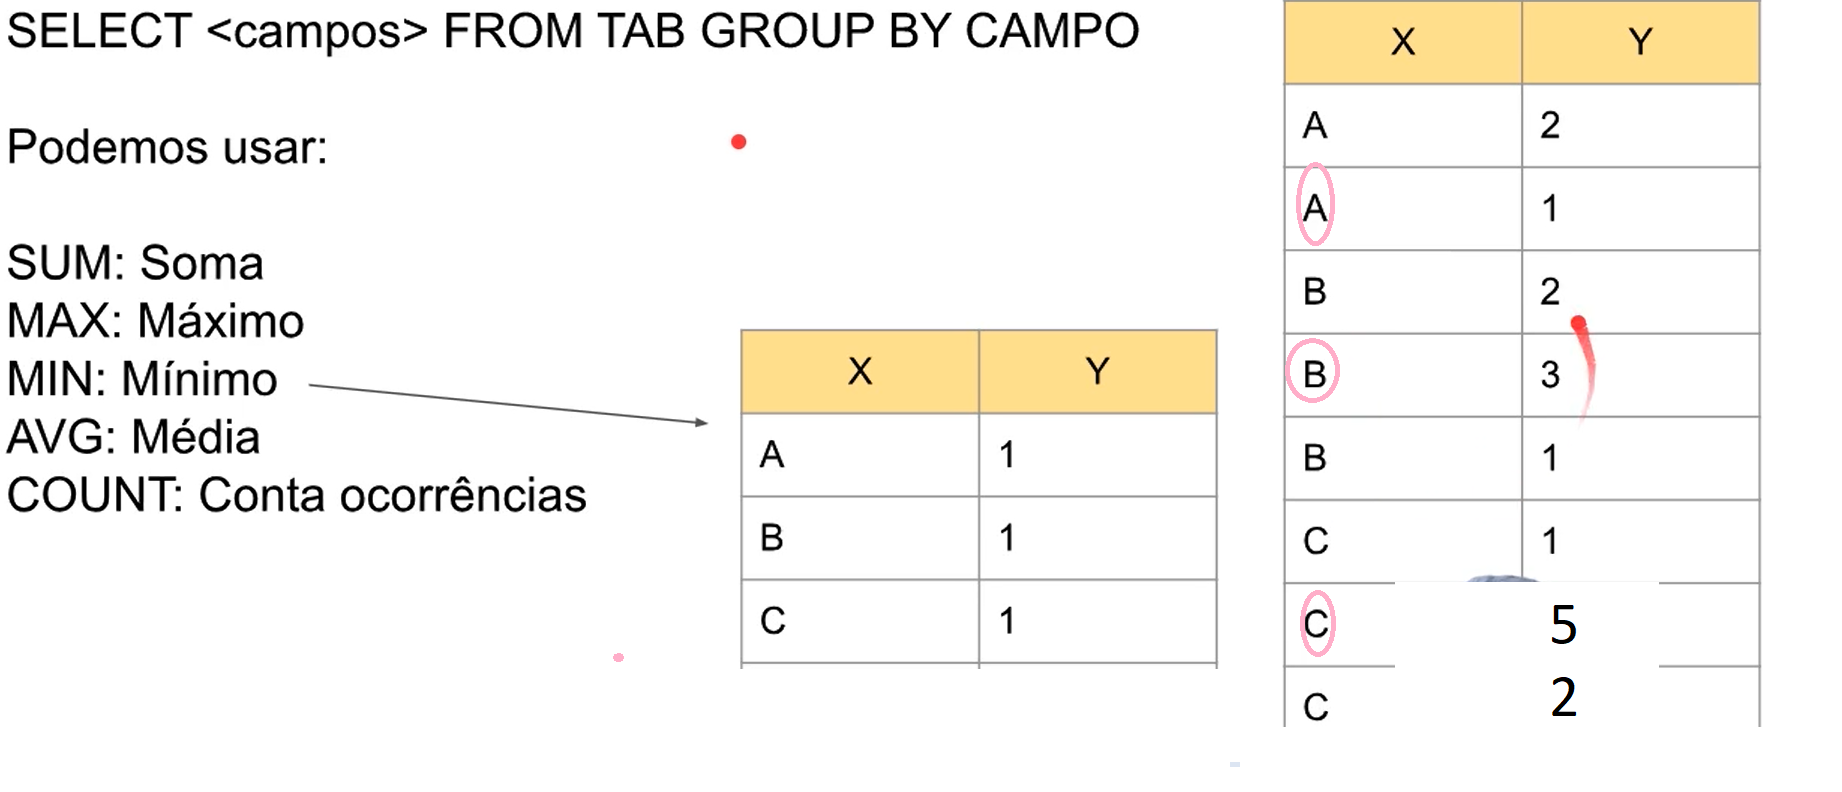 SELECT <campos> FROM TAB GROUP BY CAMPO
Podemos usar:
SUM: Soma
MAX: Máximo
MIN: Mínimo
AVG: Média
COUNT: Conta ocorrências
X Y
A 1
B 1
C 1
X Y
A 2
A 1
B 2
B 3
B 1
C 1
C 5
C 2